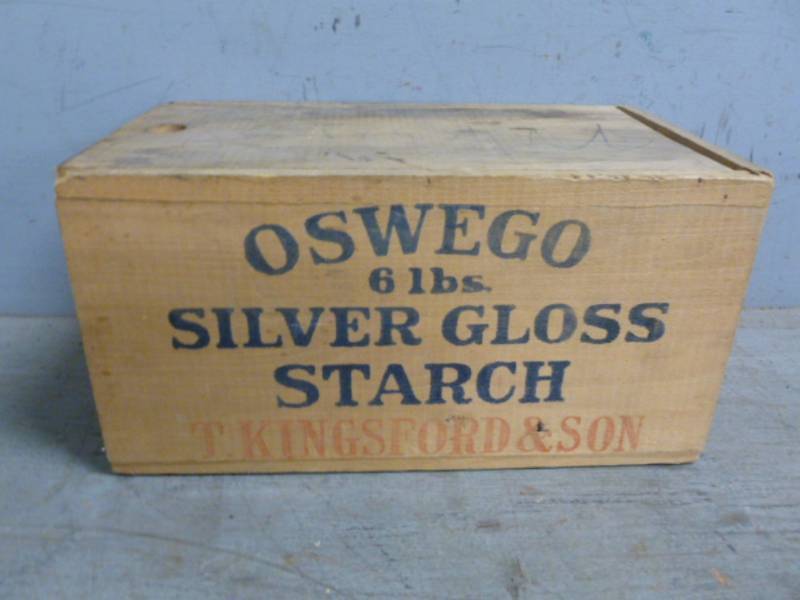 OSWEGO
6 lbs.
SILVER GLOSS
STARCH
T. KINGSFORD & SON